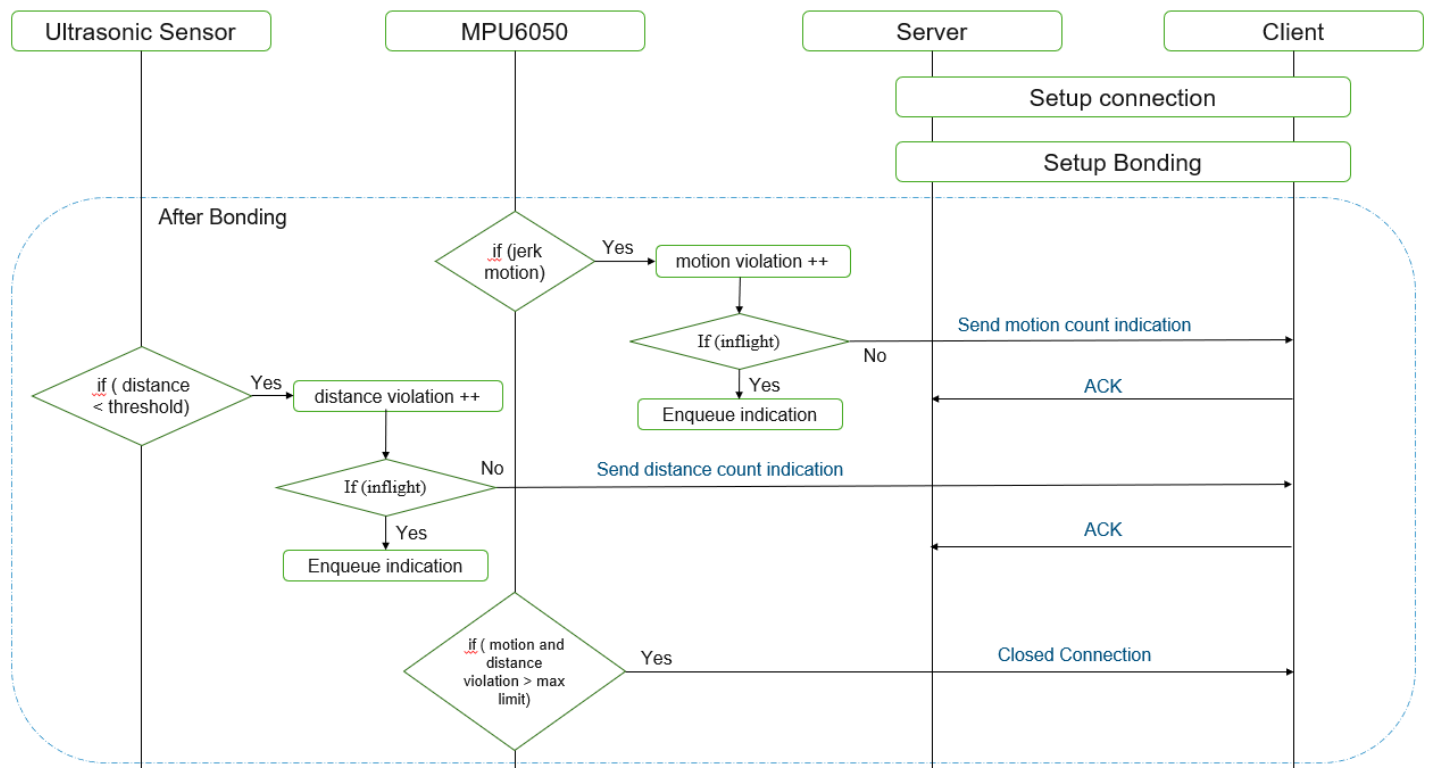 Ultrasonic Sensor
MPU6050
Server
Client
Setup connection
Setup Bonding
After Bonding
if (jerk
motion)
Yes
motion violation ++
If (inflight)
No
Send motion count indication
Yes
Enqueue indication
ACK
if ( distance
< threshold)
Yes
distance violation ++
If (inflight)
No
Send distance count indication
Yes
Enqueue indication
ACK
if ( motion and
distance
violation > max
limit)
Yes
Closed Connection